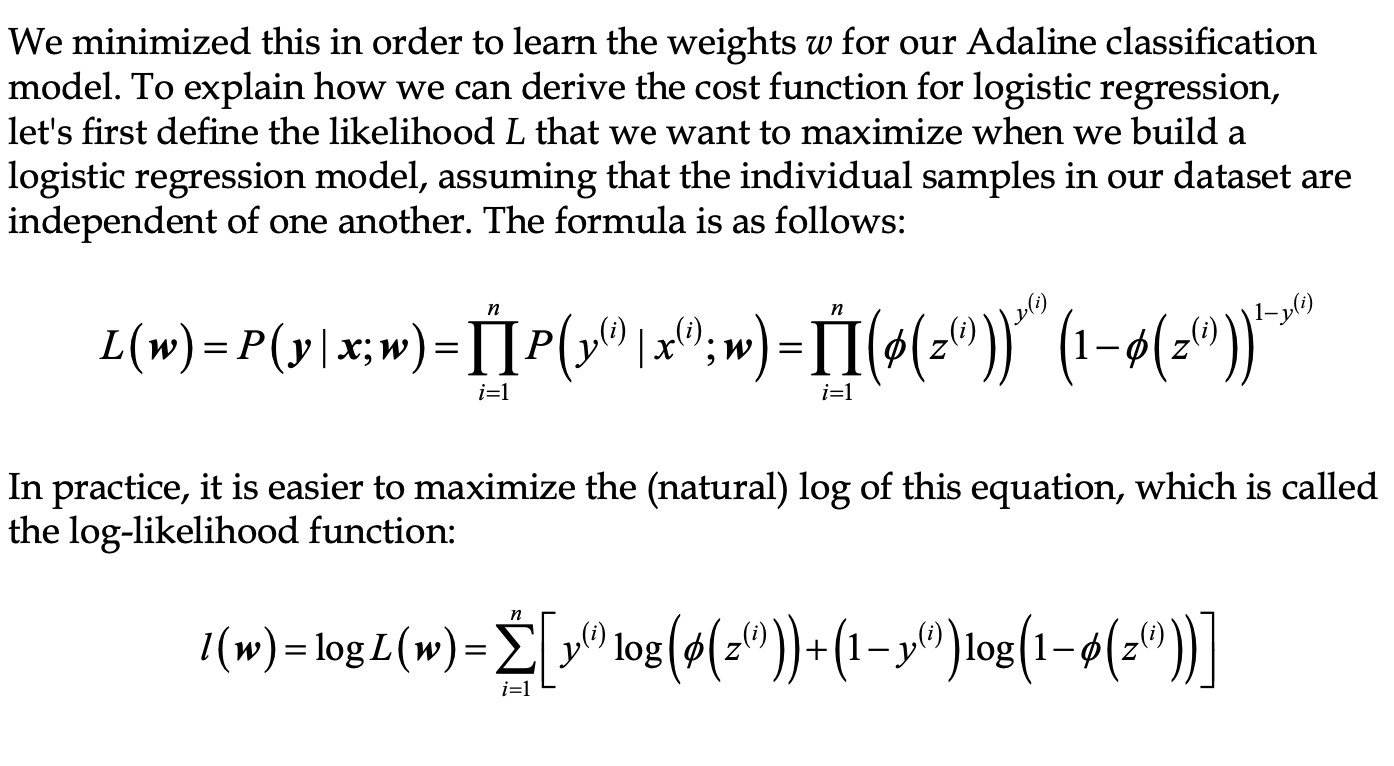 We minimized this in order to learn the weights w for our Adaline classification
model. To explain how we can derive the cost function for logistic regression,
let's first define the likelihood L that we want to maximize when we build a
logistic regression model, assuming that the individual samples in our dataset are
independent of one another. The formula is as follows:
L(w) = P(y | x; w) = ∏_{i=1}^{n} P(y^{(i)} | x^{(i)}; w) = ∏_{i=1}^{n} (ϕ(z^{(i)}))^{y^{(i)}} (1 − ϕ(z^{(i)}))^{1−y^{(i)}}
In practice, it is easier to maximize the (natural) log of this equation, which is called
the log-likelihood function:
l(w) = log L(w) = ∑_{i=1}^{n} [y^{(i)} log(ϕ(z^{(i)})) + (1 − y^{(i)}) log(1 − ϕ(z^{(i)}))]